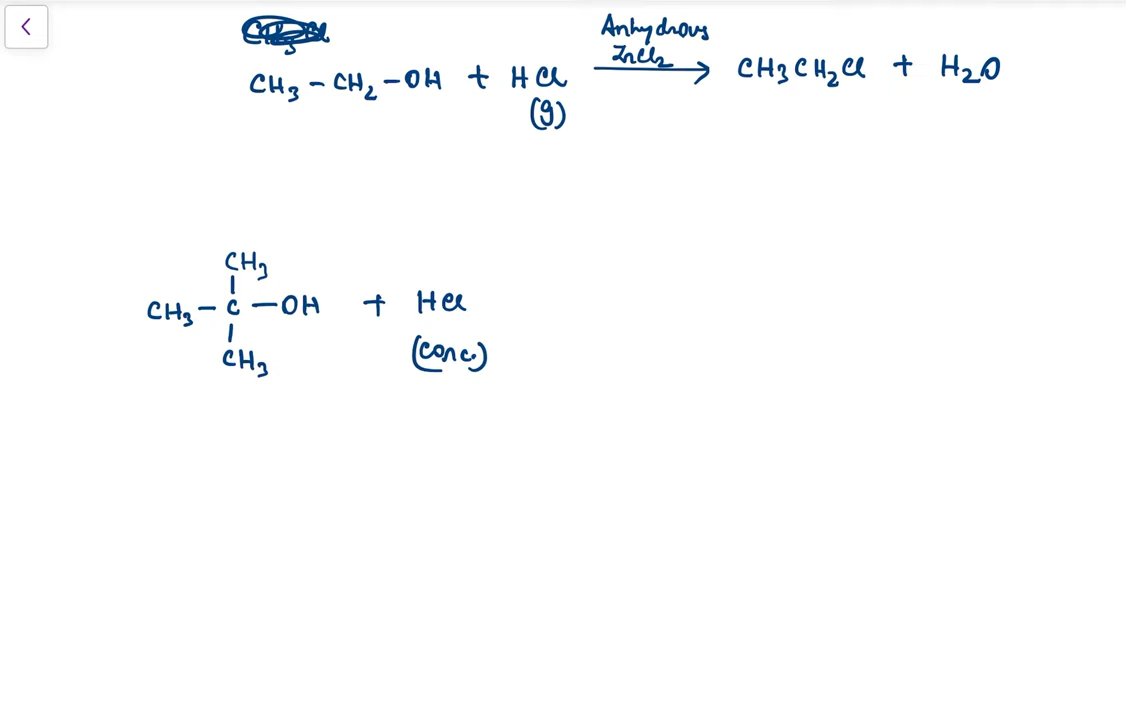 Anhydrous
ZnCl2
CH3 - CH2 - OH + HCl → CH3CH2Cl + H2O
(g)
CH3
|
CH3 - C - OH + HCl
|
CH3 (conc.)